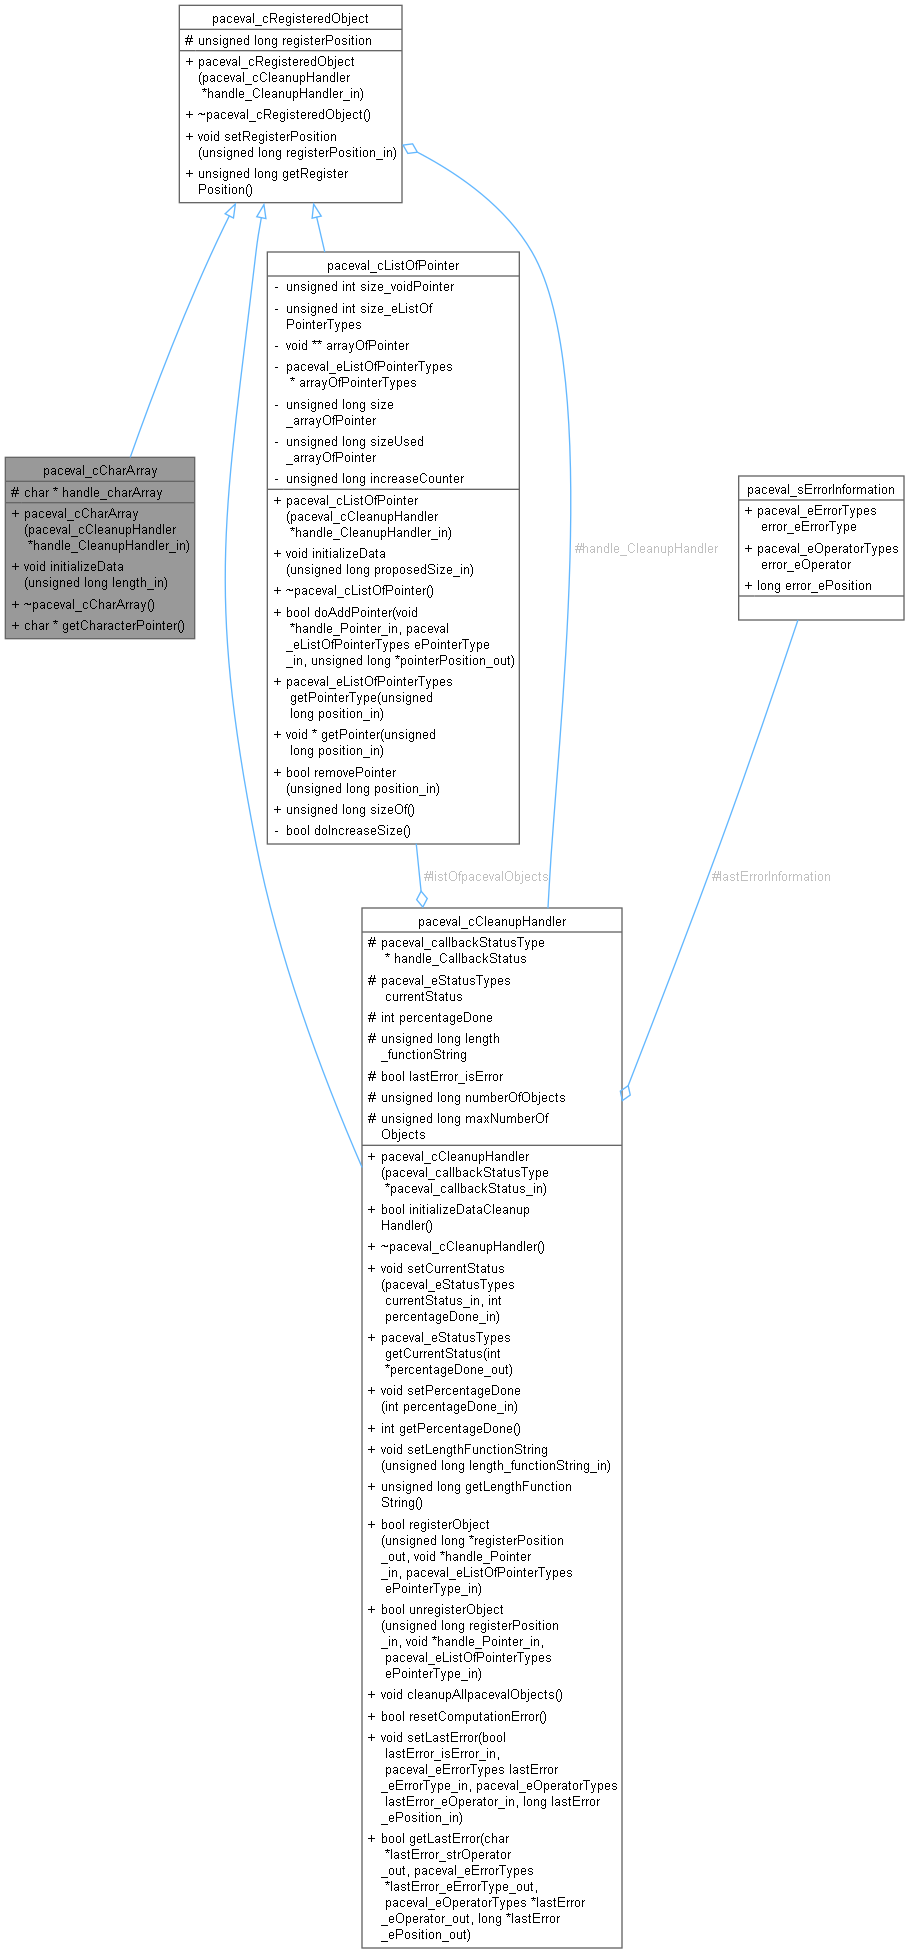 paceval_cRegisteredObject
# unsigned long registerPosition
+ paceval_cRegisteredObject
(paceval_cCleanupHandler
*handle_CleanupHandler_in)
+ ~paceval_cRegisteredObject()
+ void setRegisterPosition
(unsigned long registerPosition_in)
+ unsigned long getRegister
Position()
paceval_cListOfPointer
- unsigned int size_voidPointer
- unsigned int size_eListOf
PointerTypes
- void ** arrayOfPointer
- paceval_eListOfPointerTypes
* arrayOfPointerTypes
- unsigned long size
_arrayOfPointer
- unsigned long sizeUsed
_arrayOfPointer
- unsigned long increaseCounter
+ paceval_cListOfPointer
(paceval_cCleanupHandler
*handle_CleanupHandler_in)
+ void initializeData
(unsigned long proposedSize_in)
+ ~paceval_cListOfPointer()
+ bool doAddPointer(void
*handle_Pointer_in, paceval
_eListOfPointerTypes ePointerType
_in, unsigned long *pointerPosition_out)
+ paceval_eListOfPointerTypes
getPointerType(unsigned
long position_in)
+ void * getPointer(unsigned
long position_in)
+ bool removePointer
(unsigned long position_in)
+ unsigned long sizeOf()
- bool doIncreaseSize()
paceval_cCharArray
# char * handle_charArray
+ paceval_cCharArray
(paceval_cCleanupHandler
*handle_CleanupHandler_in)
+ void initializeData
(unsigned long length_in)
+ ~paceval_cCharArray()
+ char * getCharacterPointer()
#handle_CleanupHandler
paceval_sErrorInformation
+ paceval_eErrorTypes
error_eErrorType
+ paceval_eOperatorTypes
error_eOperator
+ long error_ePosition
#listOfpacevalObjects
#lastErrorInformation
paceval_cCleanupHandler
# paceval_callbackStatusType
* handle_CallbackStatus
# paceval_eStatusTypes
currentStatus
# int percentageDone
# unsigned long length
_functionString
# bool lastError_isError
# unsigned long numberOfObjects
# unsigned long maxNumberOf
Objects
+ paceval_cCleanupHandler
(paceval_callbackStatusType
*paceval_callbackStatus_in)
+ bool initializeDataCleanup
Handler()
+ ~paceval_cCleanupHandler()
+ void setCurrentStatus
(paceval_eStatusTypes
currentStatus_in, int
percentageDone_in)
+ paceval_eStatusTypes
getCurrentStatus(int
*percentageDone_out)
+ void setPercentageDone
(int percentageDone_in)
+ int getPercentageDone()
+ void setLengthFunctionString
(unsigned long length_functionString_in)
+ unsigned long getLengthFunction
String()
+ bool registerObject
(unsigned long *registerPosition
_out, void *handle_Pointer
_in, paceval_eListOfPointerTypes
ePointerType_in)
+ bool unregisterObject
(unsigned long registerPosition
_in, void *handle_Pointer_in,
paceval_eListOfPointerTypes
ePointerType_in)
+ void cleanupAllpacevalObjects()
+ bool resetComputationError()
+ void setLastError(bool
lastError_isError_in,
paceval_eErrorTypes lastError
_eErrorType_in, paceval_eOperatorTypes
lastError_eOperator_in, long lastError
_ePosition_in)
+ bool getLastError(char
*lastError_strOperator
_out, paceval_eErrorTypes
*lastError_eErrorType_out,
paceval_eOperatorTypes *lastError
_eOperator_out, long *lastError
_ePosition_out)